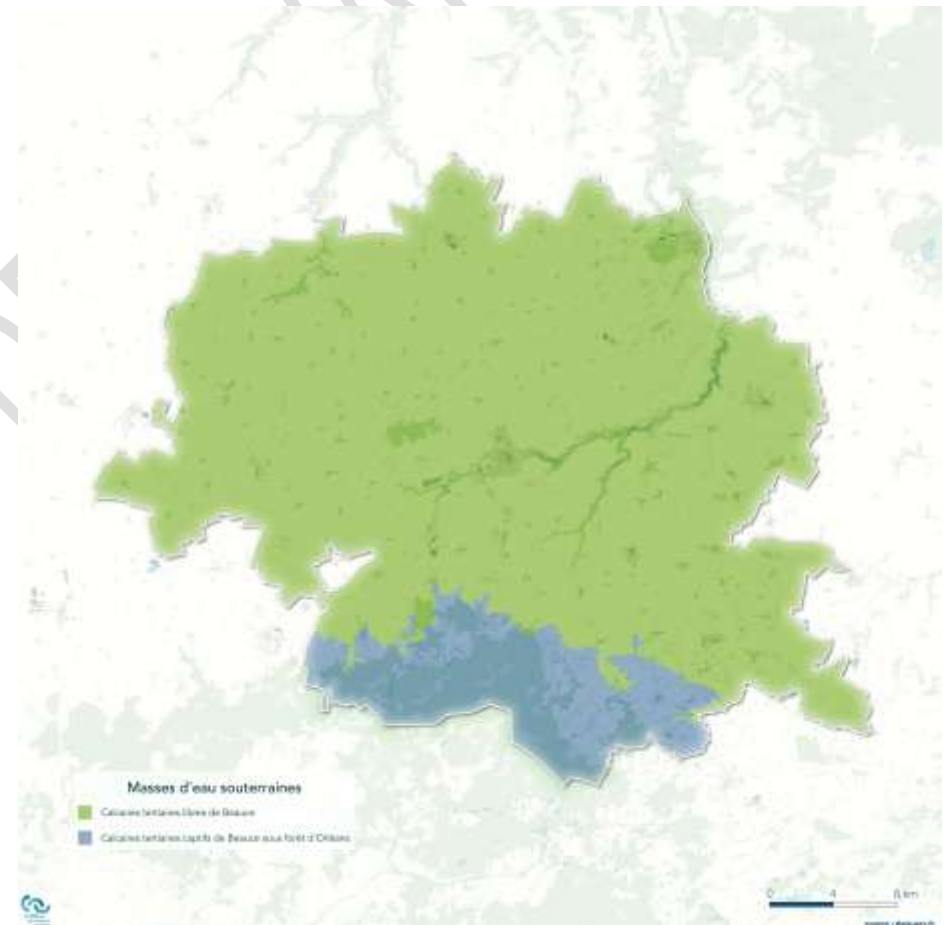 Masses d'eau souterraines
Calcaires tertiaires libres de Beauce
Calcaires tertiaires captifs de Beauce sous forêt d'Orléans
0 4 8 km